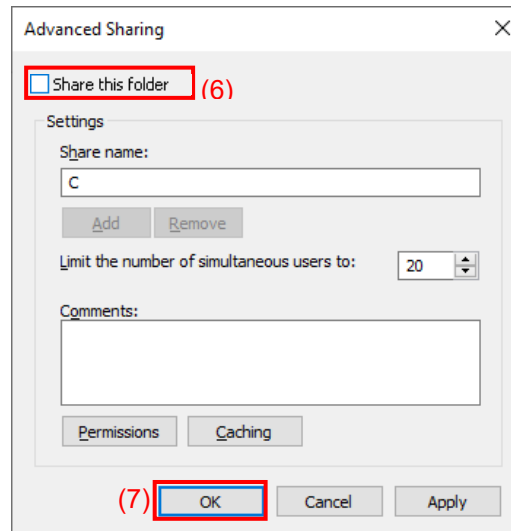 Advanced Sharing
Share this folder (6)
Settings
Share name:
C
Add Remove
Limit the number of simultaneous users to: 20
Comments:
Permissions Caching
(7) OK Cancel Apply